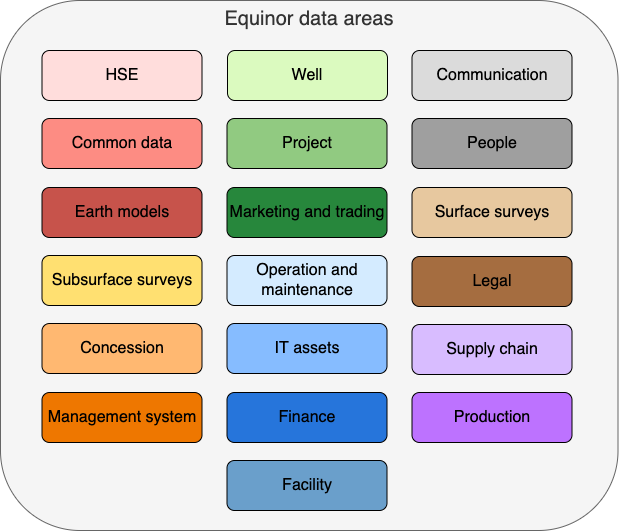 Equinor data areas
HSE
Well
Communication
Common data
Project
People
Earth models
Marketing and trading
Surface surveys
Subsurface surveys
Operation and
maintenance
Legal
Concession
IT assets
Supply chain
Management system
Finance
Production
Facility